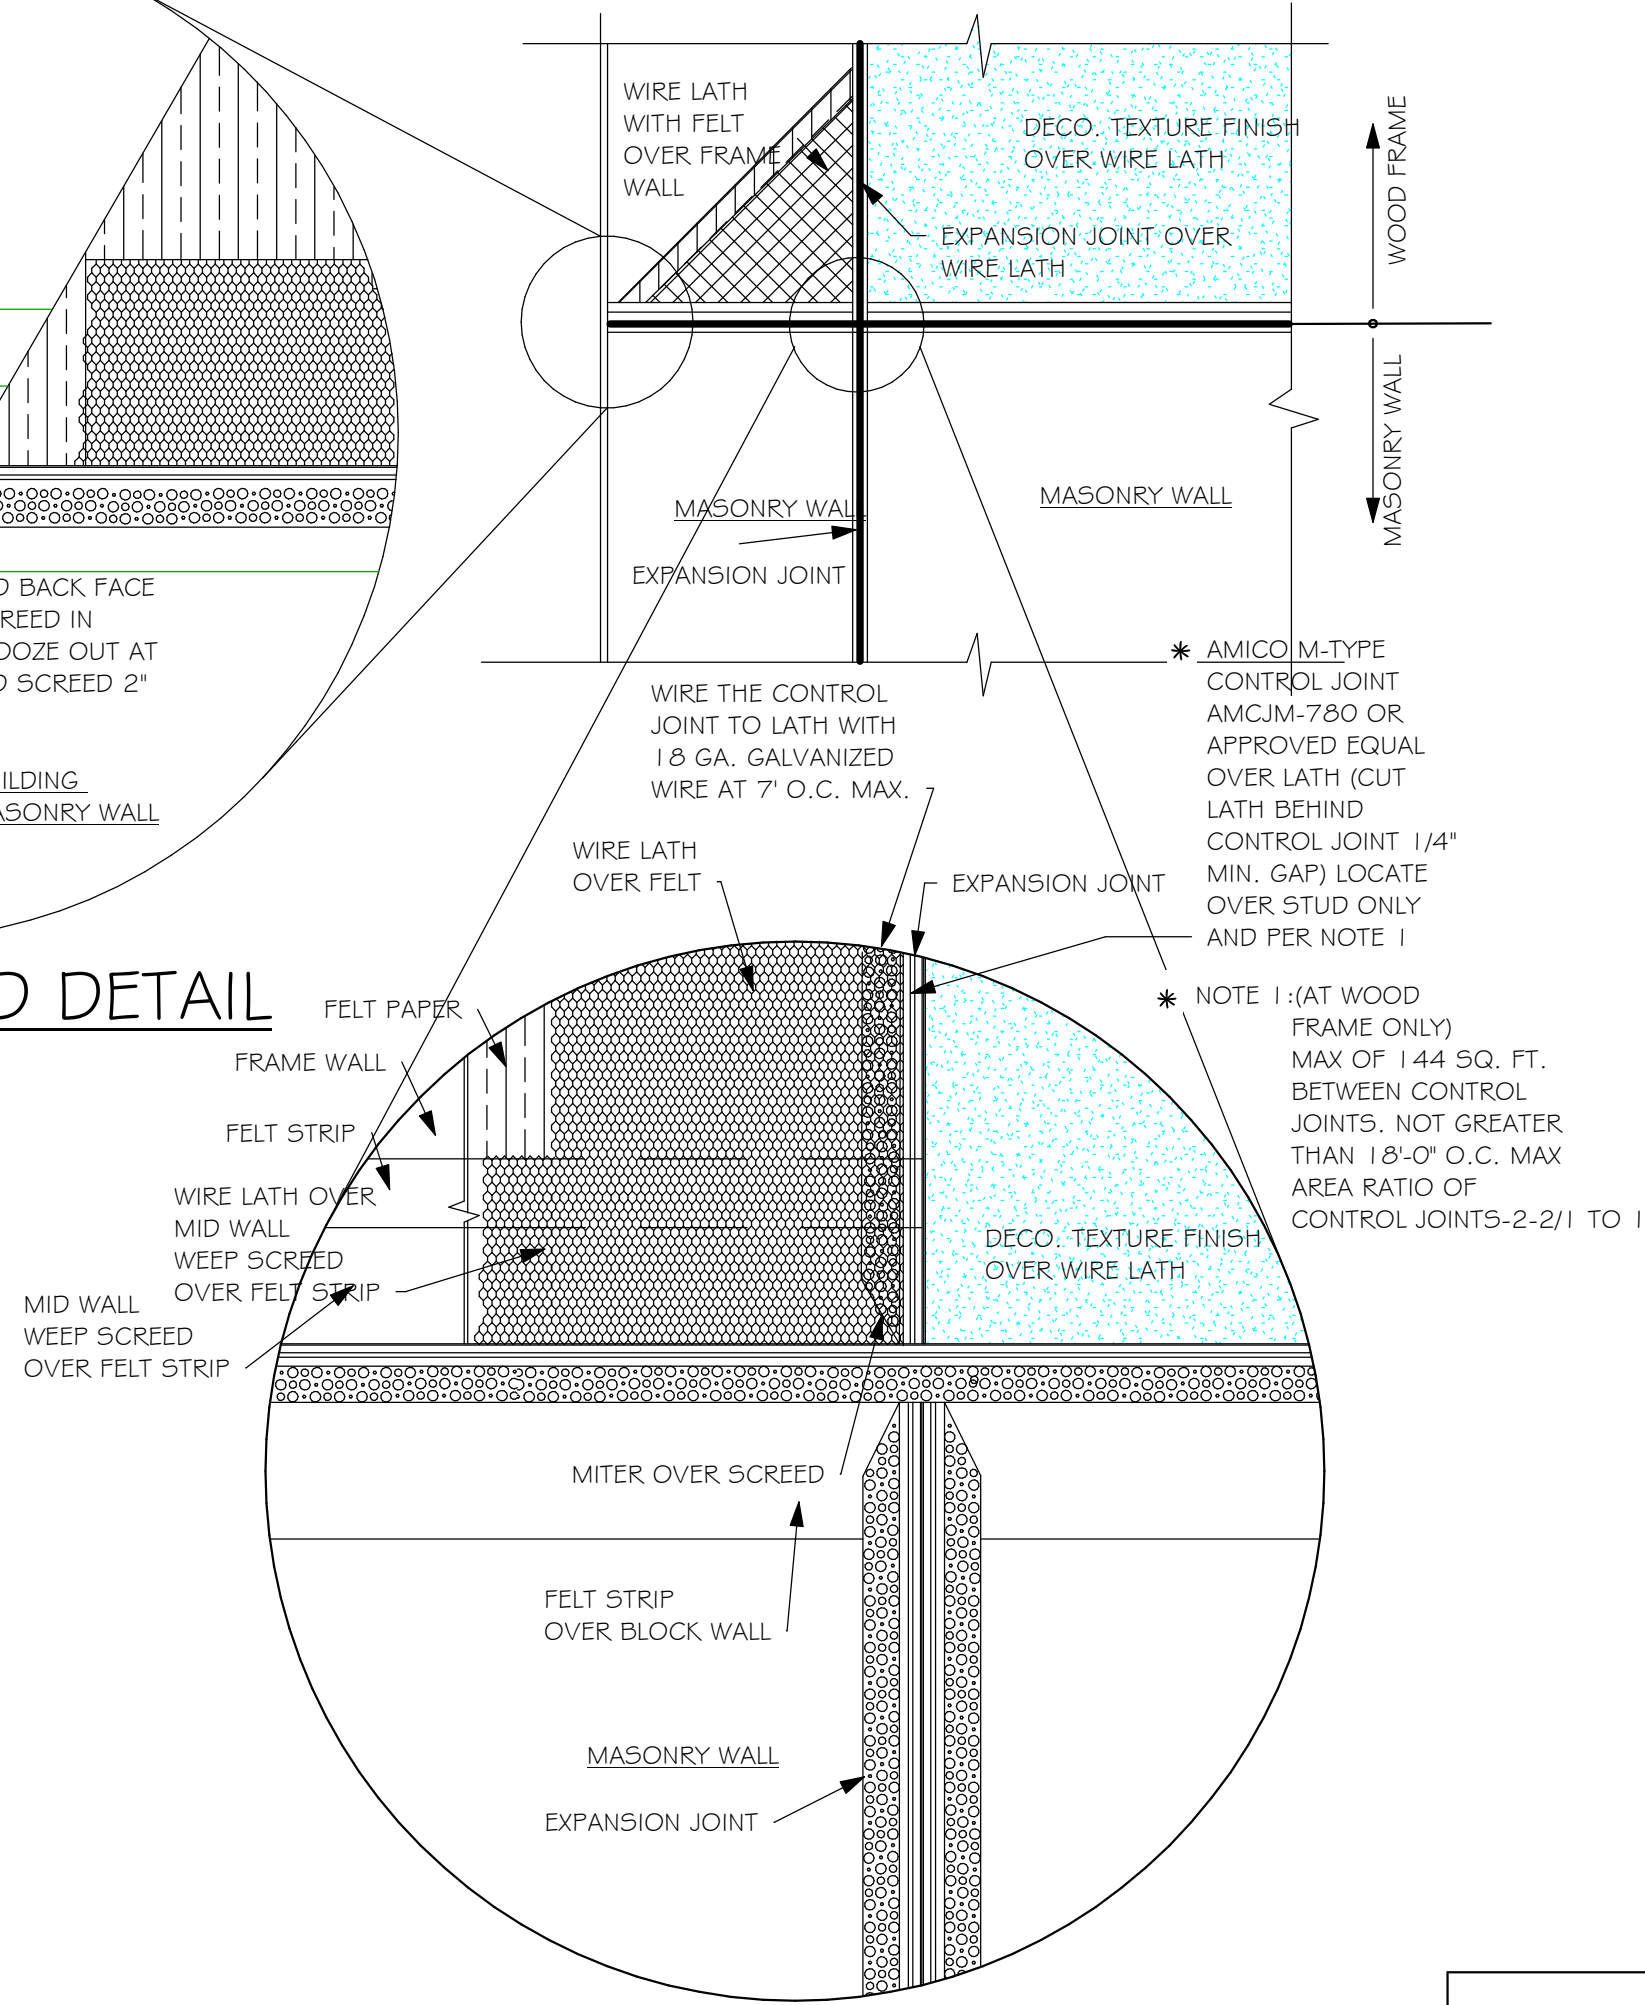 WIRE LATH
WITH FELT
OVER FRAME
WALL
DECO. TEXTURE FINISH
OVER WIRE LATH
EXPANSION JOINT OVER
WIRE LATH
WOOD FRAME
MASONRY WALL
MASONRY WALL
EXPANSION JOINT
MASONRY WALL
BACK FACE
IN
OOZE OUT AT
SCREED 2"
MASONRY WALL
DETAIL
WIRE THE CONTROL
JOINT TO LATH WITH
18 GA. GALVANIZED
WIRE AT 7' O.C. MAX.
* AMICO M-TYPE
CONTROL JOINT
AMCJM-780 OR
APPROVED EQUAL
OVER LATH (CUT
LATH BEHIND
CONTROL JOINT 1/4"
MIN. GAP) LOCATE
OVER STUD ONLY
AND PER NOTE 1
WIRE LATH
OVER FELT
EXPANSION JOINT
* NOTE 1:(AT WOOD
FRAME ONLY)
MAX OF 144 SQ. FT.
BETWEEN CONTROL
JOINTS. NOT GREATER
THAN 18'-0" O.C. MAX
AREA RATIO OF
CONTROL JOINTS-2-2/1 TO 1
FELT PAPER
FRAME WALL
FELT STRIP
WIRE LATH OVER
MID WALL
WEEP SCREED
OVER FELT STRIP
MID WALL
WEEP SCREED
OVER FELT STRIP
DECO. TEXTURE FINISH
OVER WIRE LATH
MITER OVER SCREED
FELT STRIP
OVER BLOCK WALL
MASONRY WALL
EXPANSION JOINT